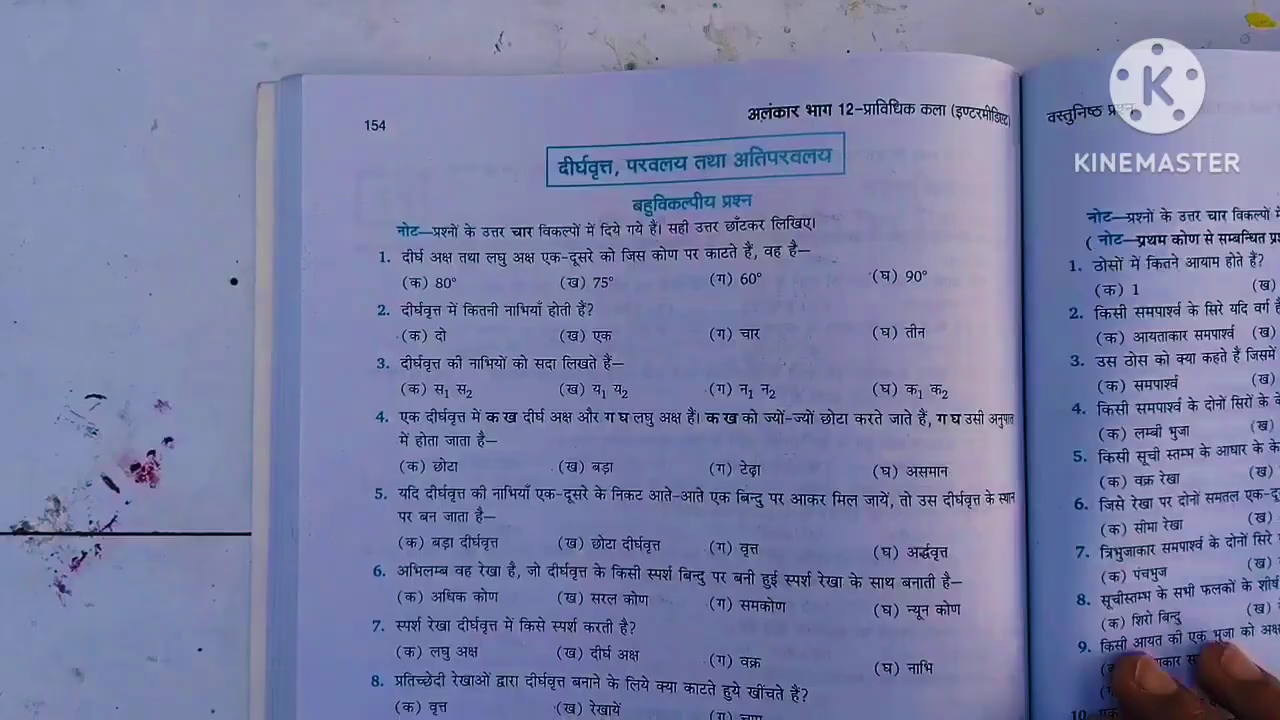 154
अलंकार भाग 12–प्राविधिक कला (इण्टरमीडिएट)
दीर्घवृत्त, परवलय तथा अतिपरवलय
बहुविकल्पीय प्रश्न
नोट—प्रश्नों के उत्तर चार विकल्पों में दिये गये हैं। सही उत्तर छाँटकर लिखिए।
1. दीर्घ अक्ष तथा लघु अक्ष एक-दूसरे को जिस कोण पर काटते हैं, वह है—
(क) 80° (ख) 75° (ग) 60° (घ) 90°
2. दीर्घवृत्त में कितनी नाभियाँ होती हैं?
(क) दो (ख) एक (ग) चार (घ) तीन
3. दीर्घवृत्त की नाभियों को सदा लिखते हैं—
(क) स₁ स₂ (ख) य₁ य₂ (ग) न₁ न₂ (घ) क₁ क₂
4. एक दीर्घवृत्त में क ख दीर्घ अक्ष और ग घ लघु अक्ष हैं। क ख को ज्यों-ज्यों छोटा करते जाते हैं, ग घ उसी अनुपात
में होता जाता है—
(क) छोटा (ख) बड़ा (ग) टेढ़ा (घ) असमान
5. यदि दीर्घवृत्त की नाभियाँ एक-दूसरे के निकट आते-आते एक बिन्दु पर आकर मिल जायें, तो उस दीर्घवृत्त के स्थान
पर बन जाता है—
(क) बड़ा दीर्घवृत्त (ख) छोटा दीर्घवृत्त (ग) वृत्त (घ) अर्द्धवृत्त
6. अभिलम्ब वह रेखा है, जो दीर्घवृत्त के किसी स्पर्श बिन्दु पर बनी हुई स्पर्श रेखा के साथ बनाती है—
(क) अधिक कोण (ख) सरल कोण (ग) समकोण (घ) न्यून कोण
7. स्पर्श रेखा दीर्घवृत्त में किसे स्पर्श करती है?
(क) लघु अक्ष (ख) दीर्घ अक्ष (ग) वक्र (घ) नाभि
8. प्रतिच्छेदी रेखाओं द्वारा दीर्घवृत्त बनाने के लिये क्या काटते हुये खींचते हैं?
(क) वृत्त (ख) रेखायें (ग)
वस्तुनिष्ठ प्रश्न
K
KINEMASTER
नोट—प्रश्नों के उत्तर चार विकल्पों
( नोट—प्रथम कोण से सम्बन्धित
1. ठोसों में कितने आयाम होते हैं?
(क) 1 (ख)
2. किसी समपार्श्व के सिरे यदि वर्ग
(क) आयताकार समपार्श्व (ख)
3. उस ठोस को क्या कहते हैं जिसमें
(क) समपार्श्व (ख)
4. किसी समपार्श्व के दोनों सिरों के
(क) लम्बी भुजा (ख)
5. किसी सूची स्तम्भ के आधार के
(क) वक्र रेखा (ख)
6. जिसे रेखा पर दोनों समतल
(क) सीमा रेखा (ख)
7. त्रिभुजाकार समपार्श्व के दोनों सिरे
(क) पंचभुज (ख)
8. सूचीस्तम्भ के सभी फलकों के
(क) शिरो बिन्दु (ख)
9. किसी आयत की एक भुजा को
10. एक